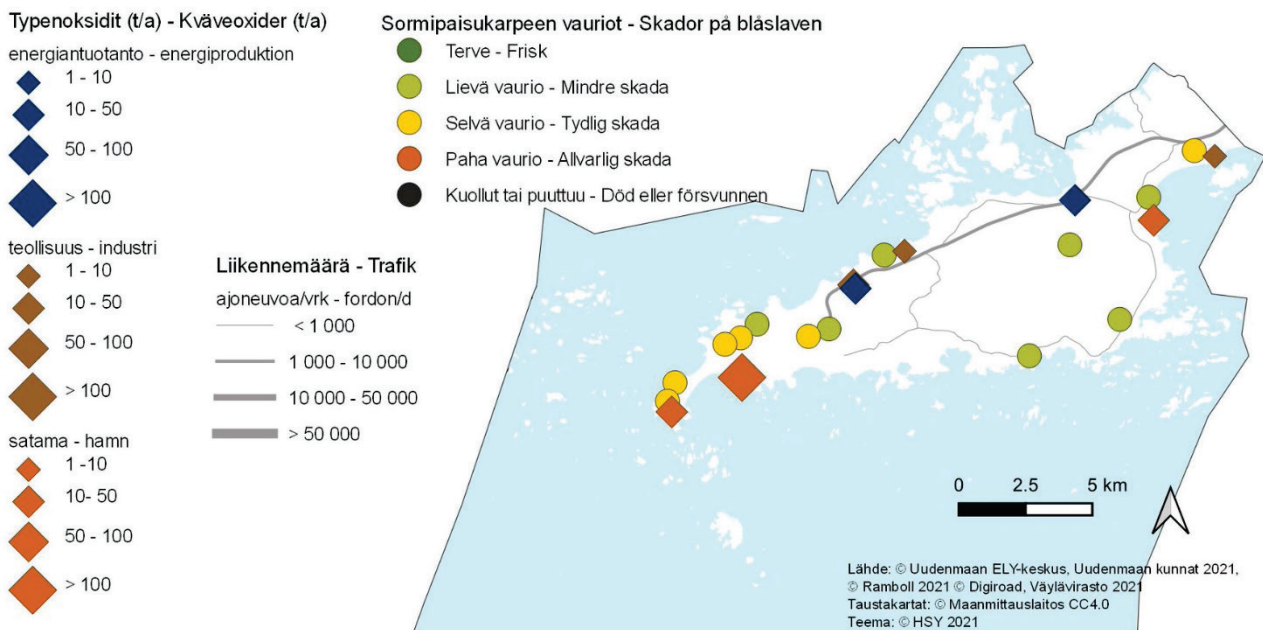 Typenoksidit (t/a) - Kväveoxider (t/a)
energiantuotanto - energiproduktion
1 - 10
10 - 50
50 - 100
> 100
teollisuus - industri
1 - 10
10 - 50
50 - 100
> 100
satama - hamn
1 -10
10- 50
50 - 100
> 100
Sormipaisukarpeen vauriot - Skador på blåslaven
Terve - Frisk
Lievä vaurio - Mindre skada
Selvä vaurio - Tydlig skada
Paha vaurio - Allvarlig skada
Kuollut tai puuttuu - Död eller försvunnen
Liikennemäärä - Trafik
ajoneuvoa/vrk - fordon/d
< 1 000
1 000 - 10 000
10 000 - 50 000
> 50 000
0 2.5 5 km
Lähde: © Uudenmaan ELY-keskus, Uudenmaan kunnat 2021,
© Ramboll 2021 © Digiroad, Väylävirasto 2021
Taustakartat: © Maanmittauslaitos CC4.0
Teema: © HSY 2021